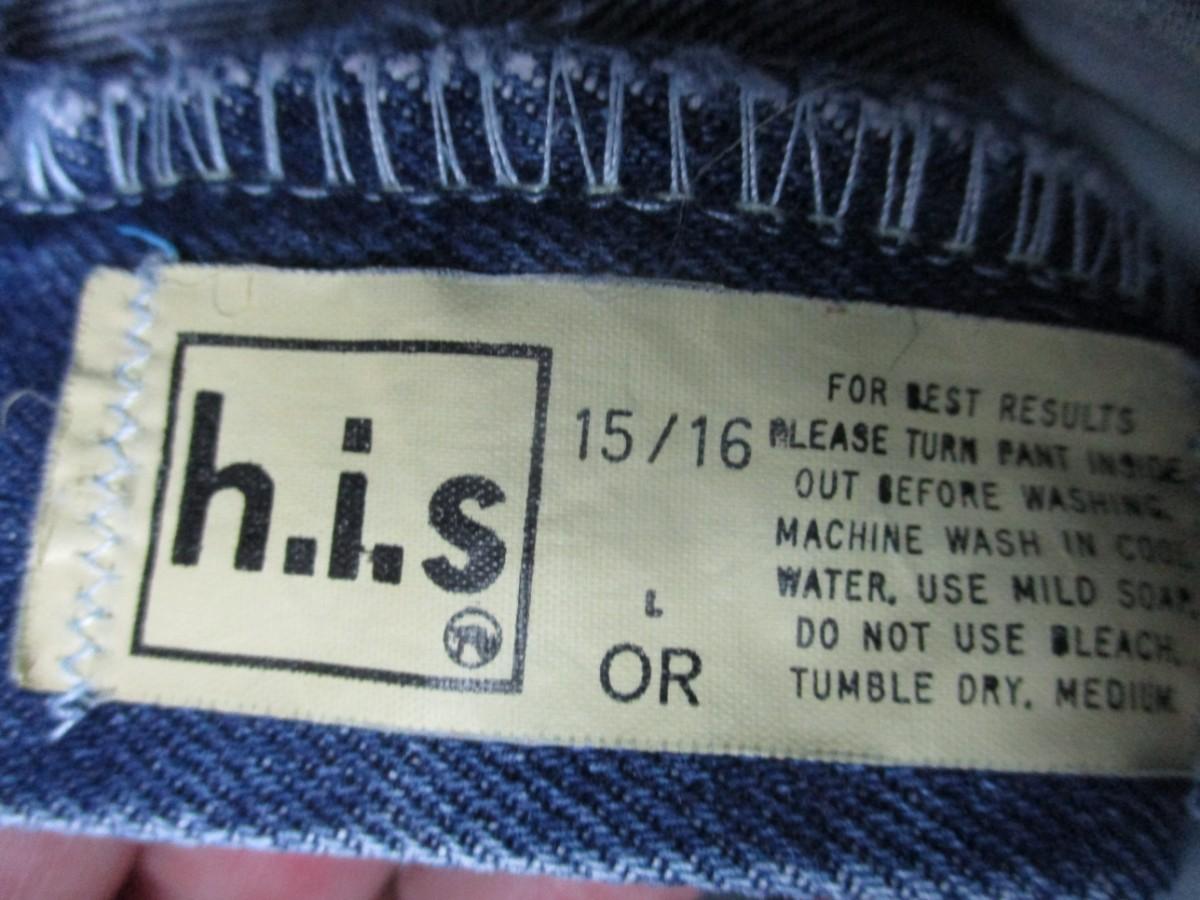 h.i.s
15/16
L
OR
FOR BEST RESULTS
PLEASE TURN PANT INSIDE
OUT BEFORE WASHING.
MACHINE WASH IN COOL
WATER. USE MILD SOAP.
DO NOT USE BLEACH.
TUMBLE DRY. MEDIUM